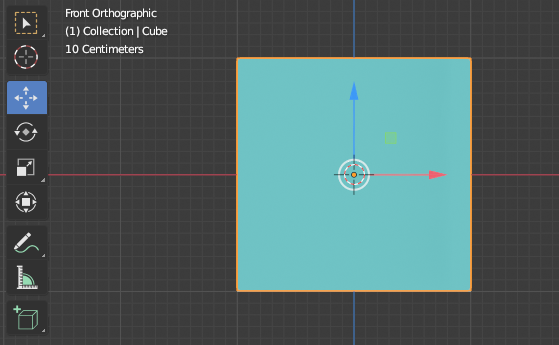 Front Orthographic
(1) Collection | Cube
10 Centimeters